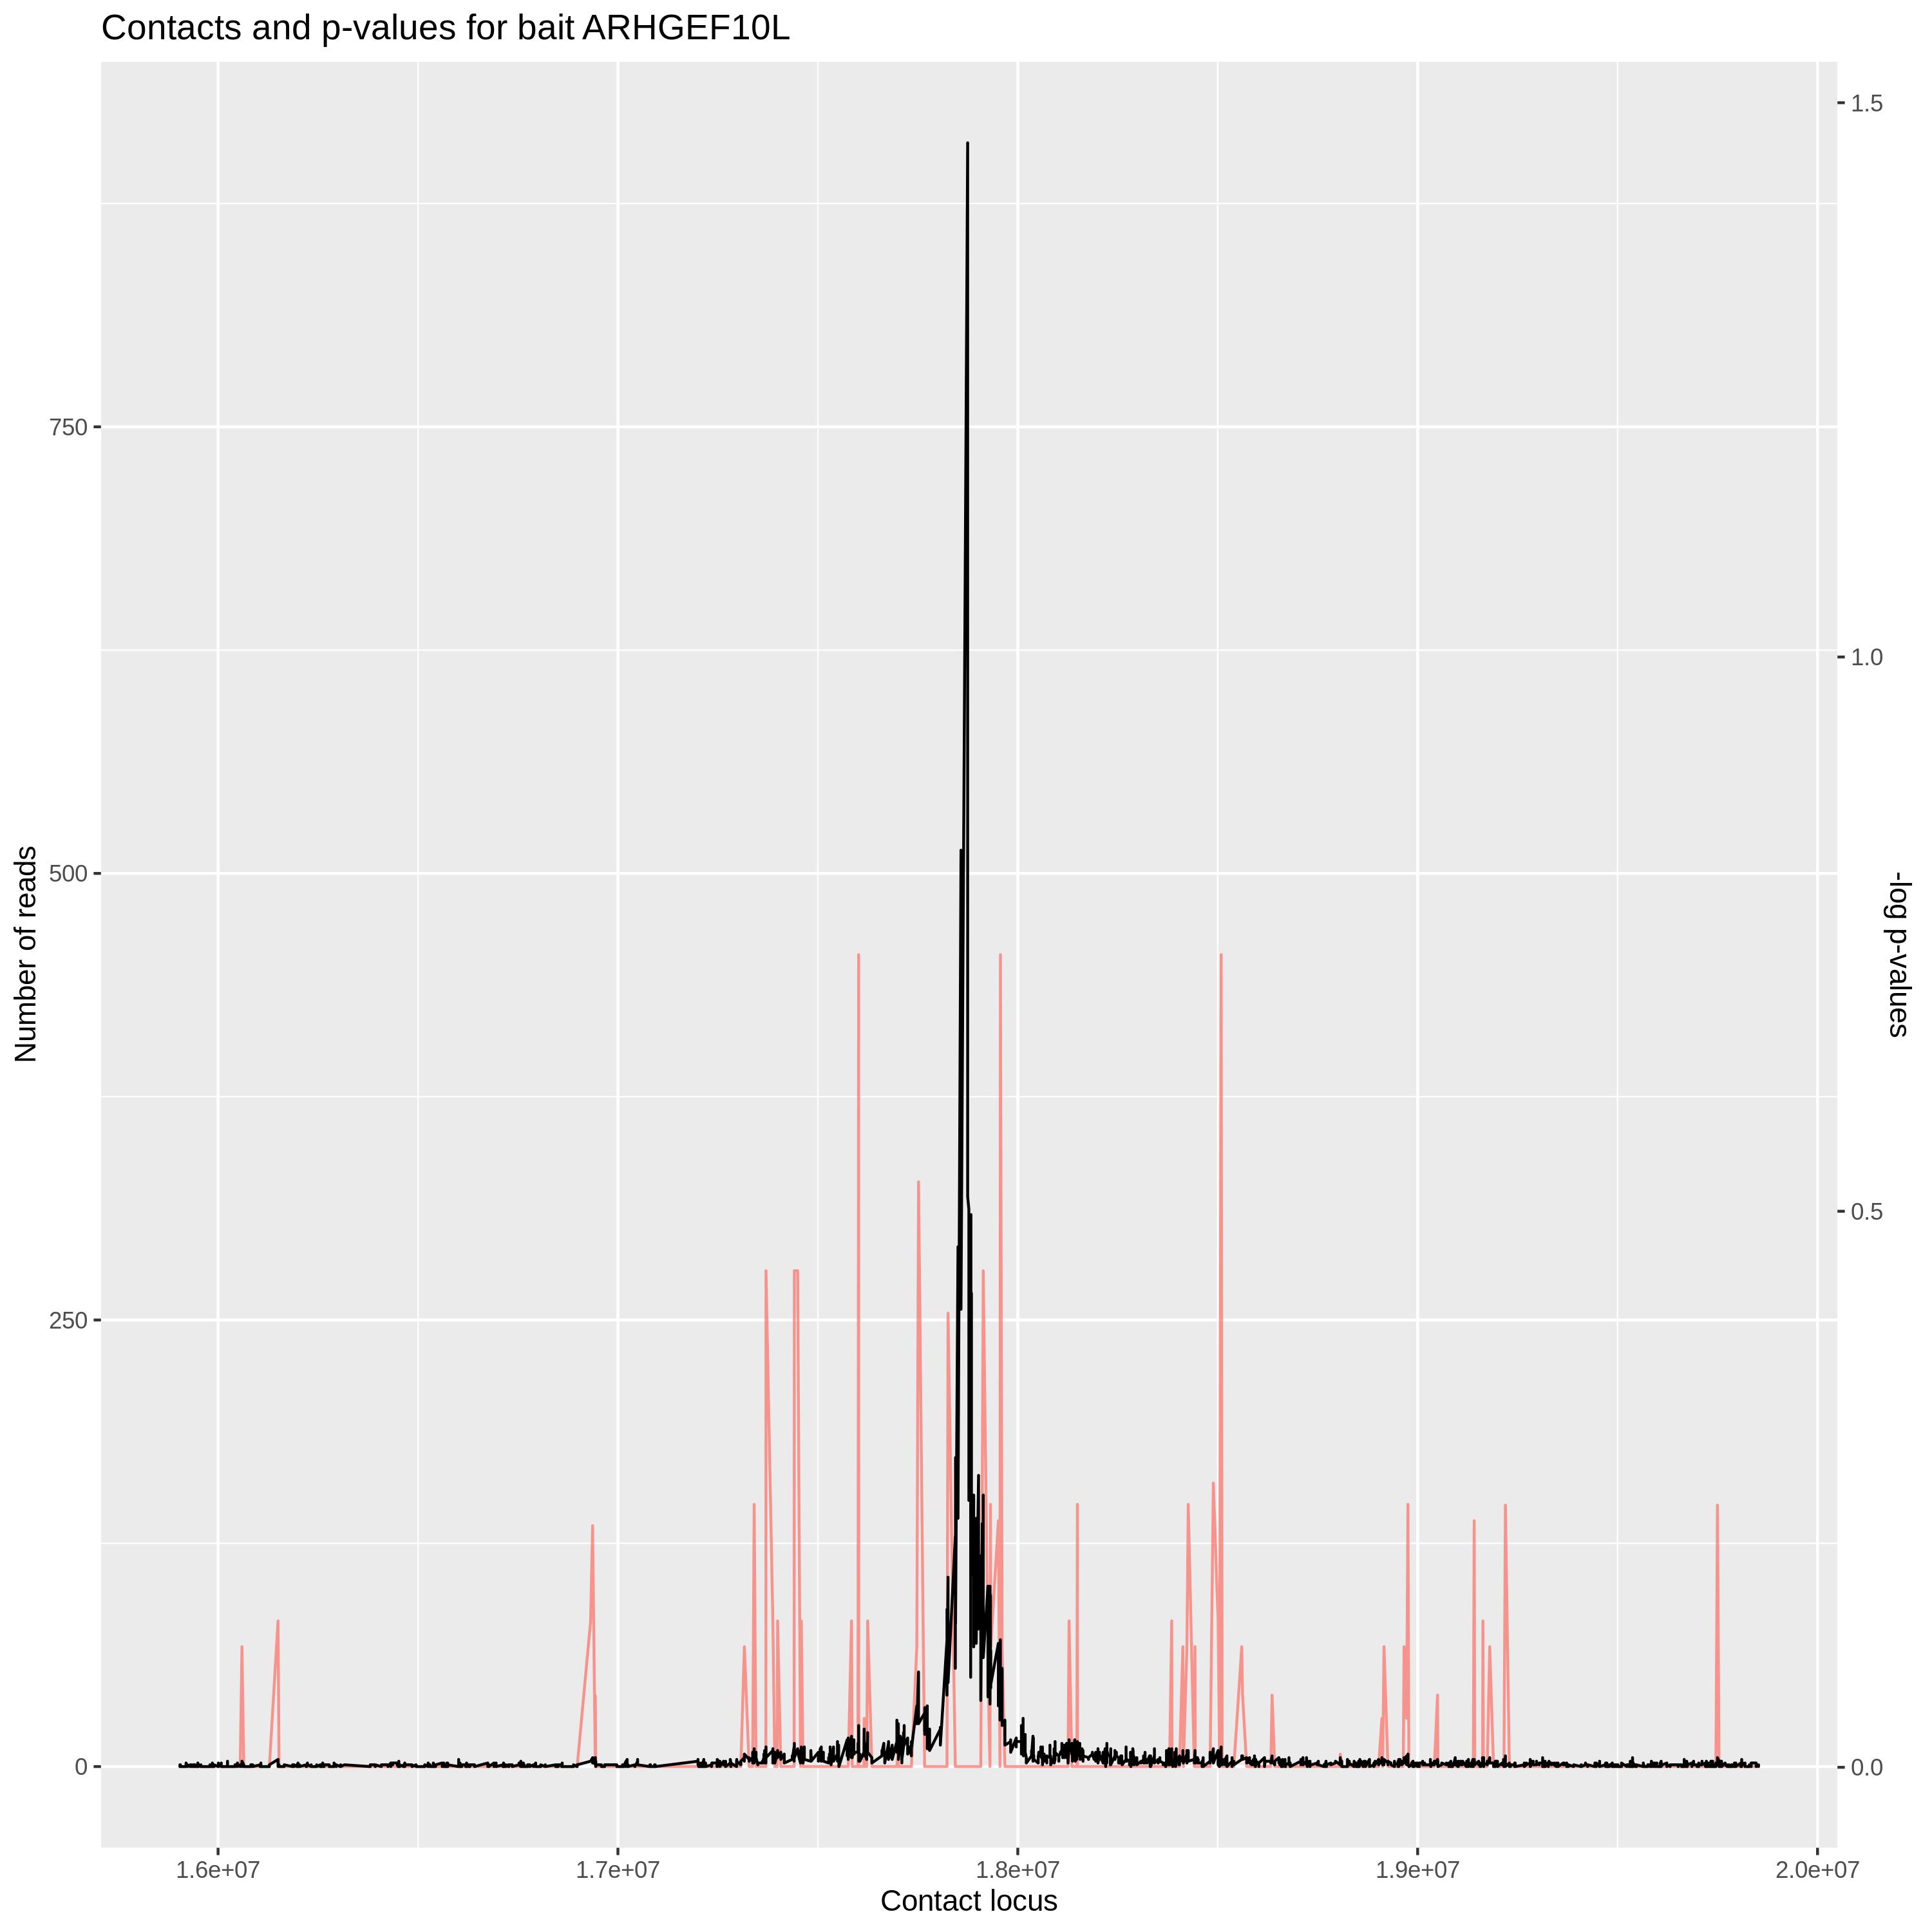 Contacts and p-values for bait ARHGEF10L
750
500
250
0
Number of reads
1.5
1.0
0.5
0.0
-log p-values
1.6e+07
1.7e+07
1.8e+07
1.9e+07
2.0e+07
Contact locus